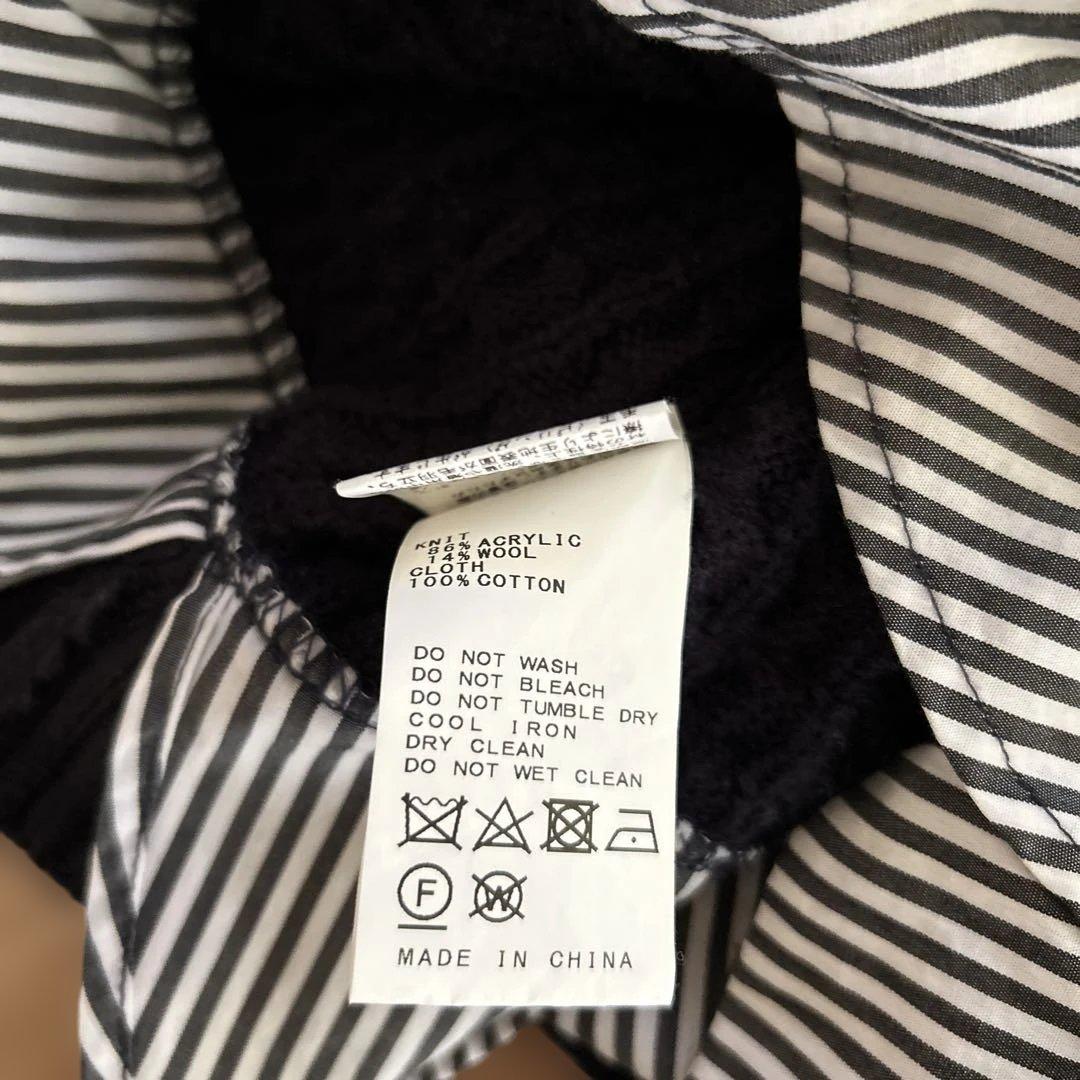 KNIT
86% ACRYLIC
14% WOOL
CLOTH
100% COTTON
DO NOT WASH
DO NOT BLEACH
DO NOT TUMBLE DRY
COOL IRON
DRY CLEAN
DO NOT WET CLEAN
F W
MADE IN CHINA